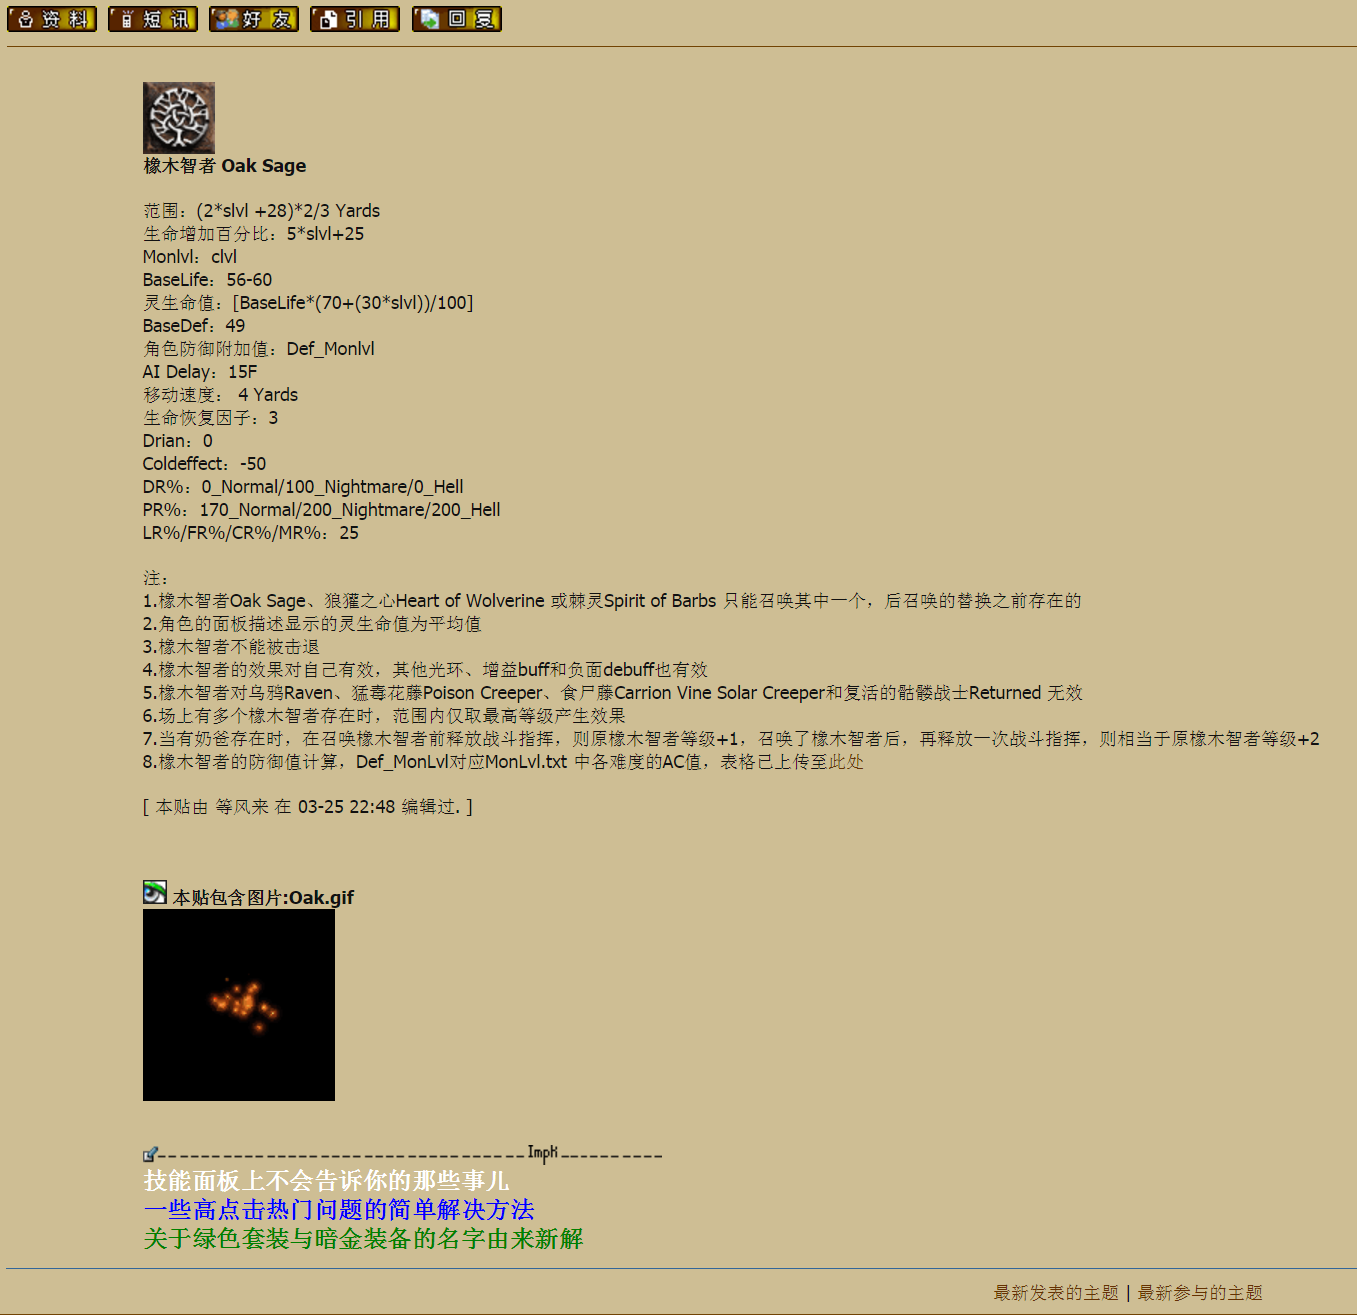 资料 短讯 好友 引用 回复
橡木智者 Oak Sage
范围：(2*slvl +28)*2/3 Yards
生命增加百分比：5*slvl+25
Monlvl：clvl
BaseLife：56-60
灵生命值：[BaseLife*(70+(30*slvl))/100]
BaseDef：49
角色防御附加值：Def_Monlvl
AI Delay：15F
移动速度： 4 Yards
生命恢复因子：3
Drian：0
Coldeffect：-50
DR%：0_Normal/100_Nightmare/0_Hell
PR%：170_Normal/200_Nightmare/200_Hell
LR%/FR%/CR%/MR%：25
注：
1.橡木智者Oak Sage、狼獾之心Heart of Wolverine 或棘灵Spirit of Barbs 只能召唤其中一个，后召唤的替换之前存在的
2.角色的面板描述显示的灵生命值为平均值
3.橡木智者不能被击退
4.橡木智者的效果对自己有效，其他光环、增益buff和负面debuff也有效
5.橡木智者对乌鸦Raven、猛毒花藤Poison Creeper、食尸藤Carrion Vine Solar Creeper和复活的骷髅战士Returned 无效
6.场上有多个橡木智者存在时，范围内仅取最高等级产生效果
7.当有奶爸存在时，在召唤橡木智者前释放战斗指挥，则原橡木智者等级+1，召唤了橡木智者后，再释放一次战斗指挥，则相当于原橡木智者等级+2
8.橡木智者的防御值计算，Def_MonLvl对应MonLvl.txt 中各难度的AC值，表格已上传至此处
[ 本贴由 等风来 在 03-25 22:48 编辑过. ]
本贴包含图片:Oak.gif
ImpK
技能面板上不会告诉你的那些事儿
一些高点击热门问题的简单解决方法
关于绿色套装与暗金装备的名字由来新解
最新发表的主题 | 最新参与的主题